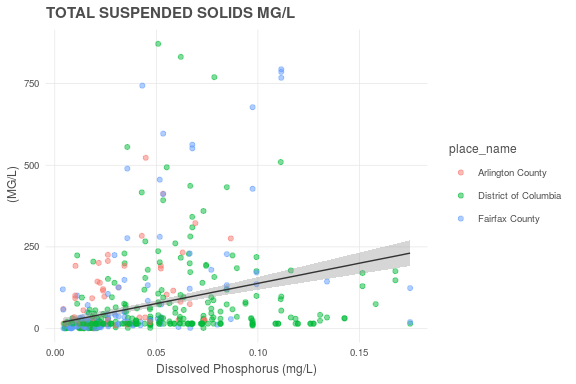 TOTAL SUSPENDED SOLIDS MG/L
(MG/L)
750
500
250
0
0.00
0.05
0.10
0.15
Dissolved Phosphorus (mg/L)
place_name
Arlington County
District of Columbia
Fairfax County